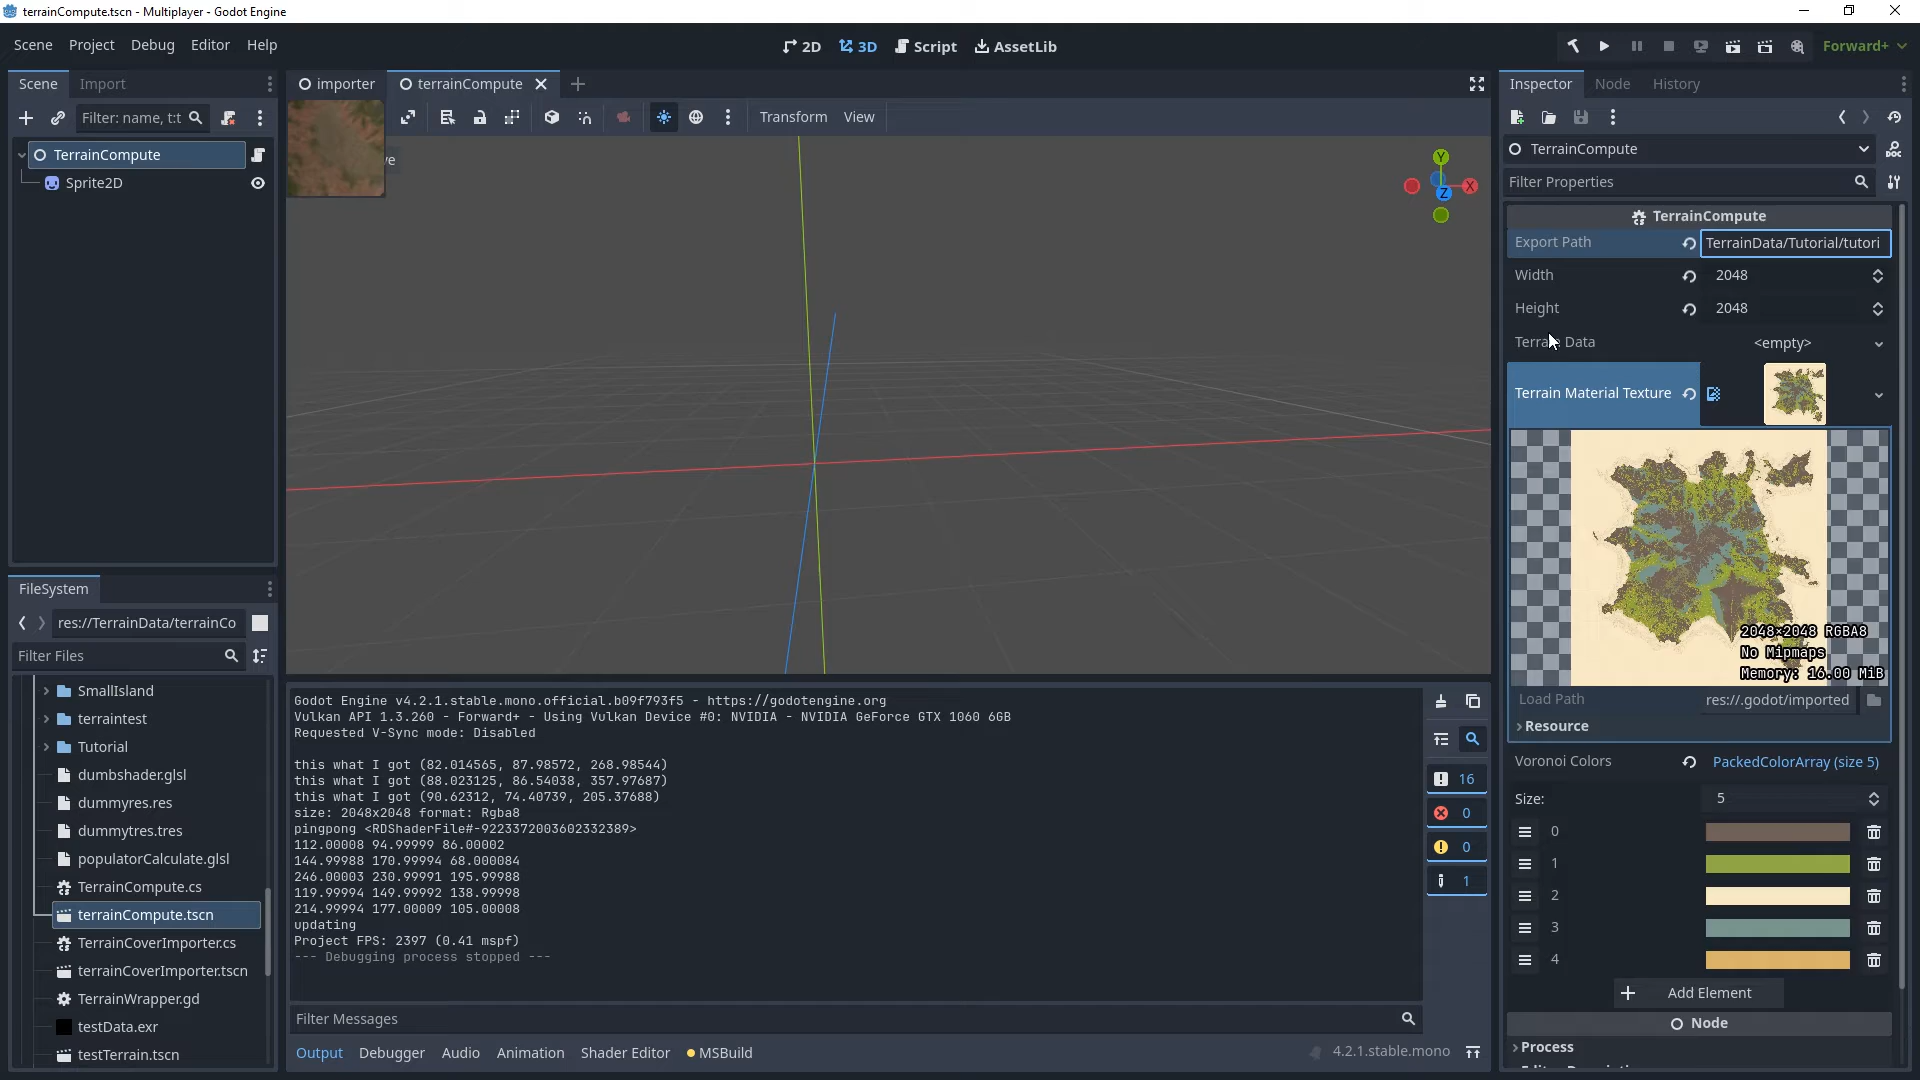 terrainCompute.tscn - Multiplayer - Godot Engine
Scene Project Debug Editor Help
2D 3D Script AssetLib
Forward+
Scene Import
Filter: name, t:t
TerrainCompute
Sprite2D
importer terrainCompute
Transform View
Y
X
Z
FileSystem
res://TerrainData/terrainCo
Filter Files
SmallIsland
terraintest
Tutorial
dumbshader.glsl
dummyres.res
dummytres.tres
populatorCalculate.glsl
TerrainCompute.cs
terrainCompute.tscn
TerrainCoverImporter.cs
terrainCoverImporter.tscn
TerrainWrapper.gd
testData.exr
testTerrain.tscn
Godot Engine v4.2.1.stable.mono.official.b09f793f5 - https://godotengine.org
Vulkan API 1.3.260 - Forward+ - Using Vulkan Device #0: NVIDIA - NVIDIA GeForce GTX 1060 6GB
Requested V-Sync mode: Disabled
this what I got (82.014565, 87.98572, 268.98544)
this what I got (88.023125, 86.54038, 357.97687)
this what I got (90.62312, 74.40739, 205.37688)
size: 2048x2048 format: Rgba8
pingpong <RDShaderFile#-9223372003602332389>
112.00008 94.99999 86.00002
144.99988 170.99994 68.000084
246.00003 230.99991 195.99988
119.99994 149.99992 138.99998
214.99994 177.00009 105.00008
updating
Project FPS: 2397 (0.41 mspf)
--- Debugging process stopped ---
16
0
0
1
Filter Messages
Output Debugger Audio Animation Shader Editor MSBuild
4.2.1.stable.mono
Inspector Node History
TerrainCompute
Filter Properties
TerrainCompute
Export Path TerrainData/Tutorial/tutori
Width 2048
Height 2048
Data <empty>
Terrain Material Texture
2048×2048 RGBA8
No Mipmaps
Memory: 16.00 MiB
Load Path res://.godot/imported
Resource
Voronoi Colors PackedColorArray (size 5)
Size: 5
0
1
2
3
4
Add Element
Node
Process